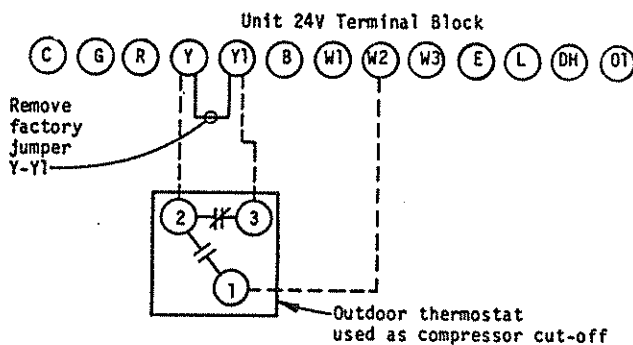 Unit 24V Terminal Block
C G R Y Y1 B W1 W2 W3 E L DH O1
Remove
factory
jumper
Y-Y1
2 3
1
Outdoor thermostat
used as compressor cut-off